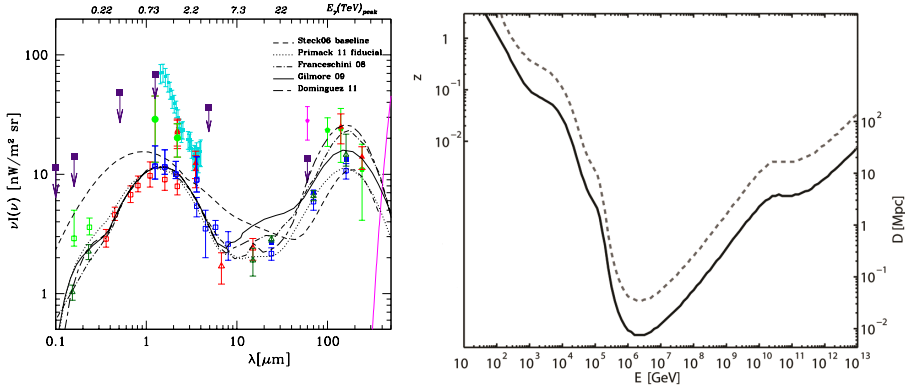 0.22 0.73 2.2 7.3 22 E_γ(TeV)_peak
100
10
1
νI(ν) [nW/m² sr]
Steck06 baseline
Primack 11 fiducial
Franceschini 08
Gilmore 09
Dominguez 11
0.1 1 10 100
λ[μm]
z
1
10⁻¹
10⁻²
10²
10
1
10⁻¹
10⁻²
D [Mpc]
10 10² 10³ 10⁴ 10⁵ 10⁶ 10⁷ 10⁸ 10⁹ 10¹⁰ 10¹¹ 10¹² 10¹³
E [GeV]